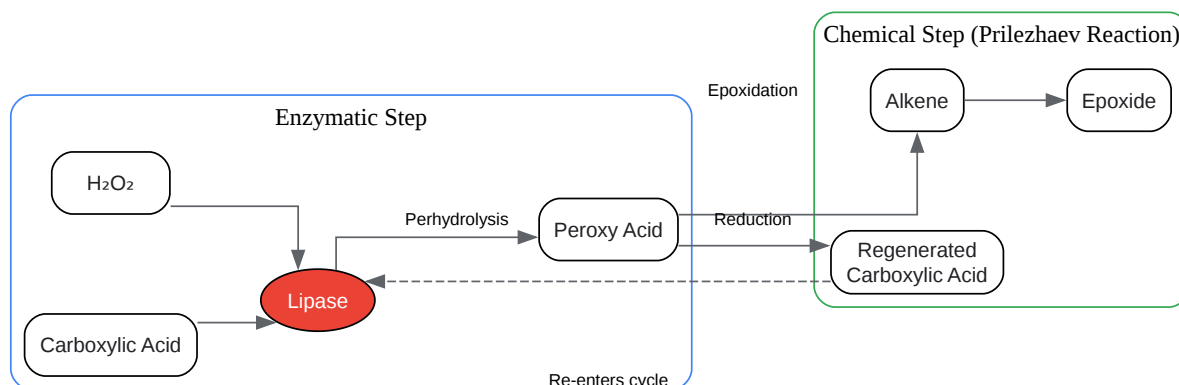 Chemical Step (Prilezhaev Reaction)
Epoxidation
Alkene
Epoxide
Enzymatic Step
H₂O₂
Perhydrolysis
Peroxy Acid
Reduction
Regenerated
Carboxylic Acid
Lipase
Carboxylic Acid
Re-enters cycle